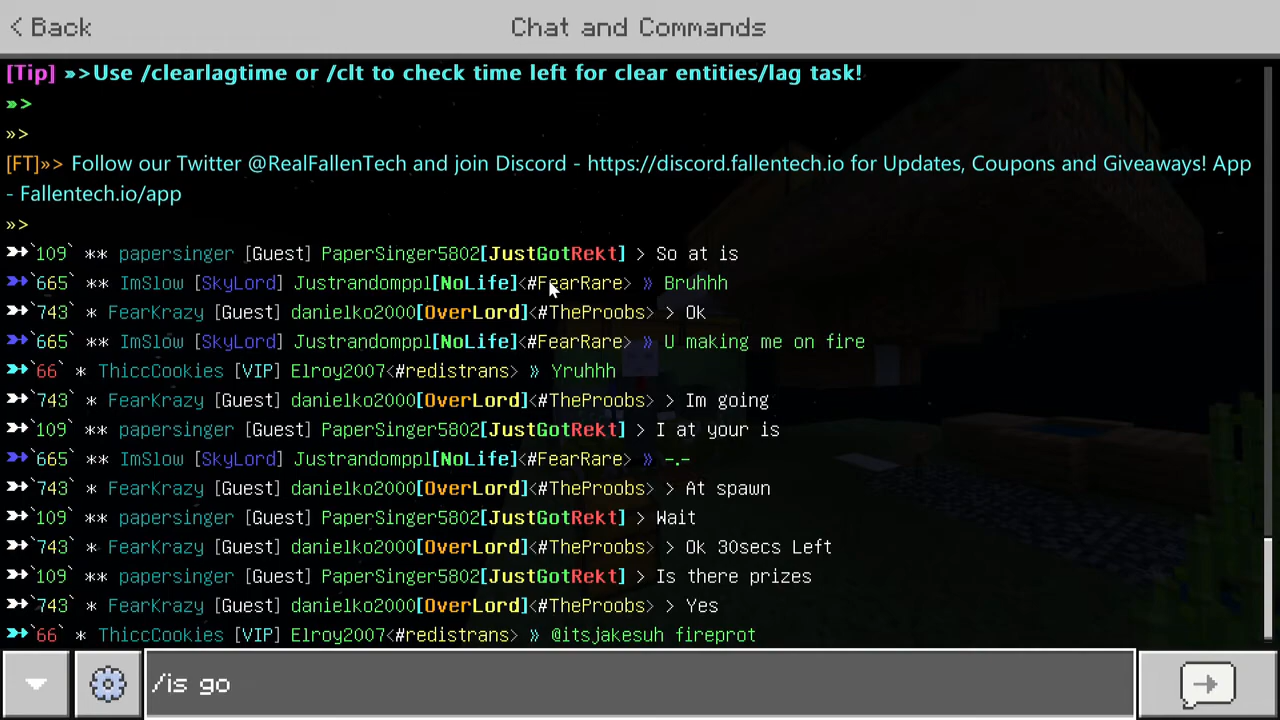 < Back
Chat and Commands
[Tip] »>Use /clearlagtime or /clt to check time left for clear entities/lag task!
»>
»>
[FT]»> Follow our Twitter @RealFallenTech and join Discord - https://discord.fallentech.io for Updates, Coupons and Giveaways! App
- Fallentech.io/app
»>
➳`109` ** papersinger [Guest] PaperSinger5802[JustGotRekt] > So at is
➳`665` ** ImSlow [SkyLord] Justrandomppl[NoLife]<#FearRare> » Bruhhh
➳`743` * FearKrazy [Guest] danielko2000[OverLord]<#TheProobs> > Ok
➳`665` ** ImSlow [SkyLord] Justrandomppl[NoLife]<#FearRare> » U making me on fire
➳`66` * ThiccCookies [VIP] Elroy2007<#redistrans> » Yruhhh
➳`743` * FearKrazy [Guest] danielko2000[OverLord]<#TheProobs> > Im going
➳`109` ** papersinger [Guest] PaperSinger5802[JustGotRekt] > I at your is
➳`665` ** ImSlow [SkyLord] Justrandomppl[NoLife]<#FearRare> » -.-
➳`743` * FearKrazy [Guest] danielko2000[OverLord]<#TheProobs> > At spawn
➳`109` ** papersinger [Guest] PaperSinger5802[JustGotRekt] > Wait
➳`743` * FearKrazy [Guest] danielko2000[OverLord]<#TheProobs> > Ok 30secs Left
➳`109` ** papersinger [Guest] PaperSinger5802[JustGotRekt] > Is there prizes
➳`743` * FearKrazy [Guest] danielko2000[OverLord]<#TheProobs> > Yes
➳`66` * ThiccCookies [VIP] Elroy2007<#redistrans> » @itsjakesuh fireprot
/is go